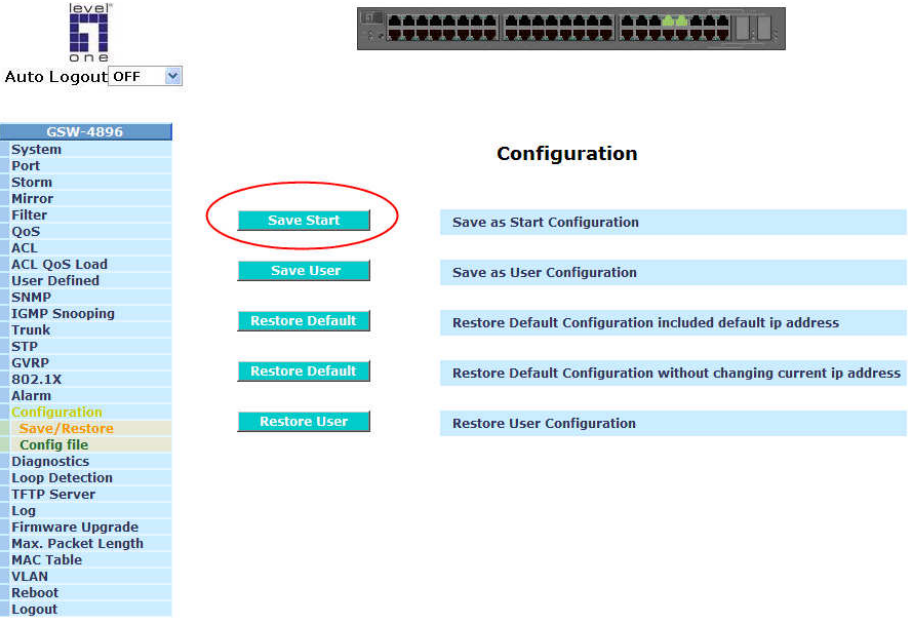 level
one
Auto Logout OFF
GSW-4896
System
Port
Storm
Mirror
Filter
QoS
ACL
ACL QoS Load
User Defined
SNMP
IGMP Snooping
Trunk
STP
GVRP
802.1X
Alarm
Configuration
Save/Restore
Config file
Diagnostics
Loop Detection
TFTP Server
Log
Firmware Upgrade
Max. Packet Length
MAC Table
VLAN
Reboot
Logout
Configuration
Save Start Save as Start Configuration
Save User Save as User Configuration
Restore Default Restore Default Configuration included default ip address
Restore Default Restore Default Configuration without changing current ip address
Restore User Restore User Configuration